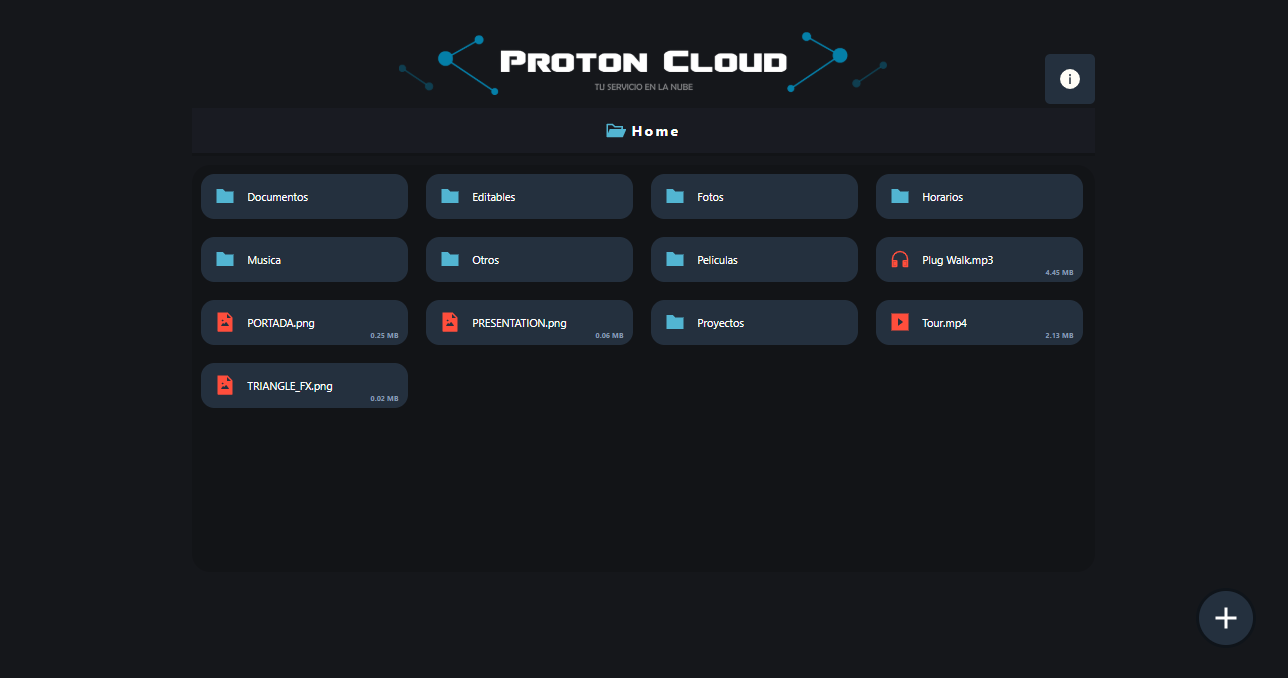 PROTON CLOUD
TU SERVICIO EN LA NUBE
Home
Documentos
Editables
Fotos
Horarios
Musica
Otros
Peliculas
Plug Walk.mp3
4.45 MB
PORTADA.png
0.25 MB
PRESENTATION.png
0.06 MB
Proyectos
Tour.mp4
2.13 MB
TRIANGLE_FX.png
0.02 MB